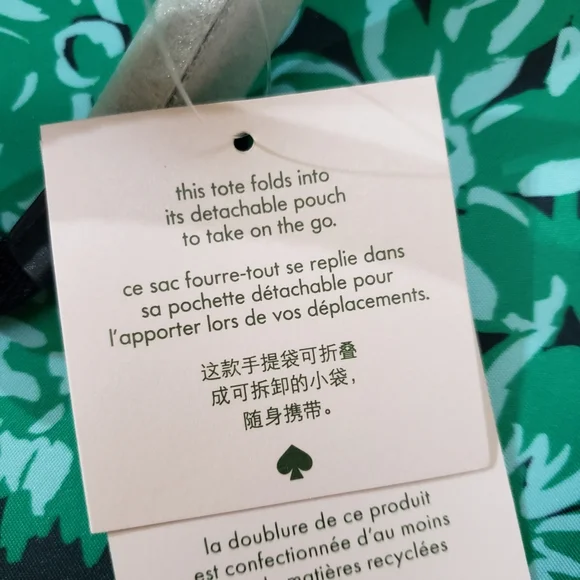 this tote folds into
its detachable pouch
to take on the go.
ce sac fourre-tout se replie dans
sa pochette détachable pour
l'apporter lors de vos déplacements.
这款手提袋可折叠
成可拆卸的小袋，
随身携带。
la doublure de ce produit
est confectionnée d'au moins
matières recyclées